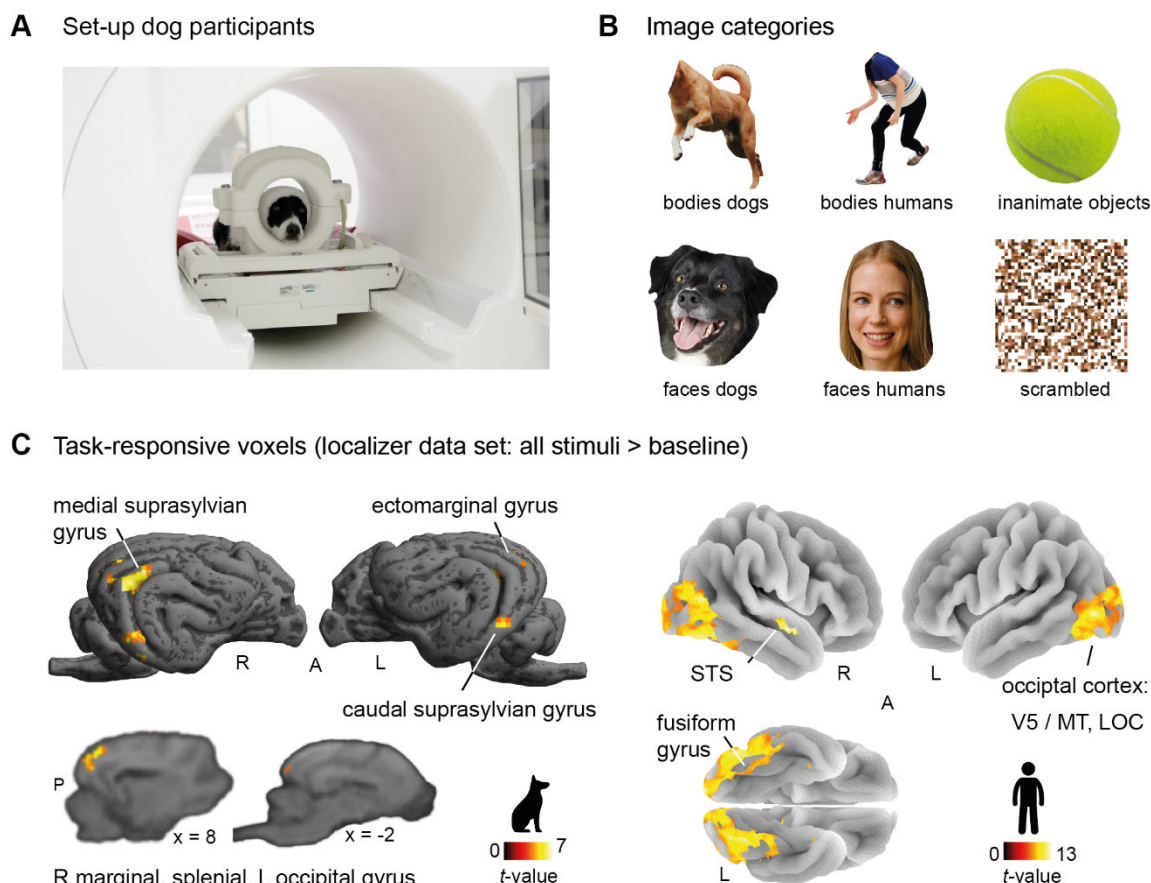 A Set-up dog participants
B Image categories
bodies dogs
bodies humans
inanimate objects
faces dogs
faces humans
scrambled
C Task-responsive voxels (localizer data set: all stimuli > baseline)
medial suprasylvian
gyrus
ectomarginal gyrus
R A L
caudal suprasylvian gyrus
P
x = 8
x = -2
0 7
t-value
R marginal, splenial, L occipital gyrus
STS
R L
A
occiptal cortex:
V5 / MT, LOC
fusiform
gyrus
L
0 13
t-value